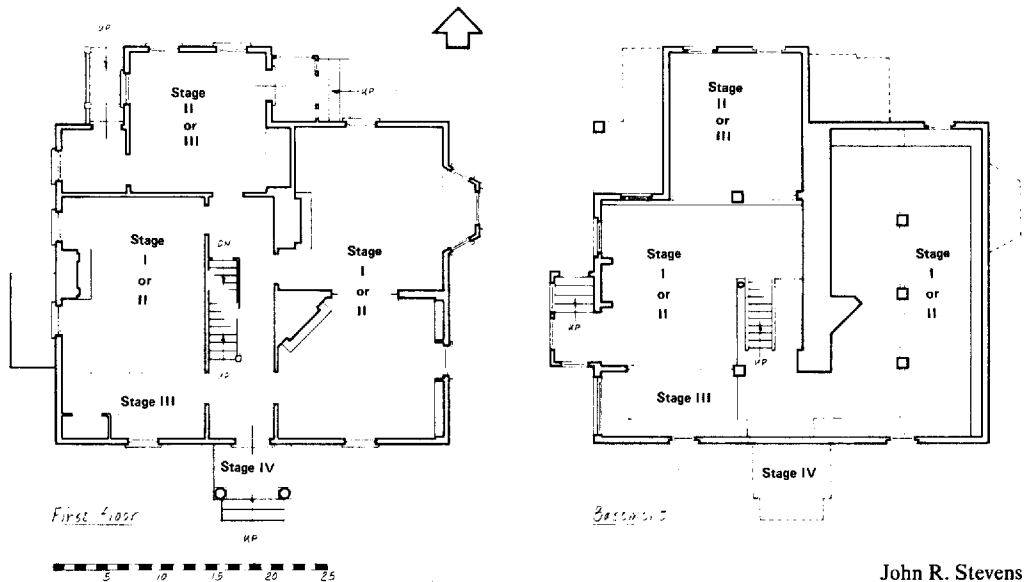 UP
Stage
II
or
III
UP
Stage
I
or
II
DN
Stage
I
or
II
UP
Stage III
Stage IV
UP
First floor
5 10 15 20 25
Stage
II
or
III
Stage
I
or
II
Stage
I
or
II
UP
UP
Stage III
Stage IV
Basement
John R. Stevens